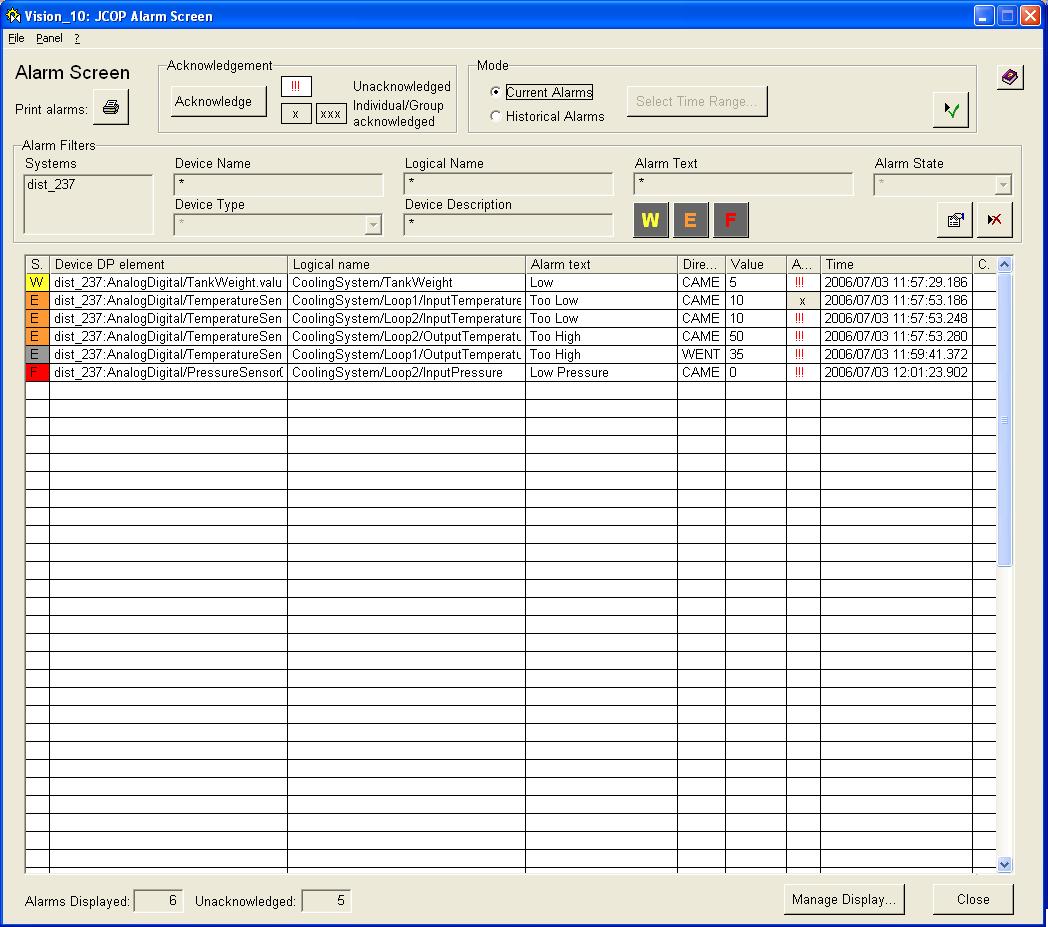 Vision_10: JCOP Alarm Screen
File Panel ?
Alarm Screen
Print alarms:
Acknowledgement
Acknowledge
!!!
Unacknowledged
x xxx
Individual/Group
acknowledged
Mode
Current Alarms
Historical Alarms
Select Time Range...
Alarm Filters
Systems
dist_237
Device Name
*
Device Type
*
Logical Name
*
Device Description
*
Alarm Text
*
W E F
Alarm State
*
S. Device DP element Logical name Alarm text Dire... Value A... Time C.
W dist_237:AnalogDigital/TankWeight.valu CoolingSystem/TankWeight Low CAME 5 !!! 2006/07/03 11:57:29.186
E dist_237:AnalogDigital/TemperatureSen CoolingSystem/Loop1/InputTemperature Too Low CAME 10 x 2006/07/03 11:57:53.186
E dist_237:AnalogDigital/TemperatureSen CoolingSystem/Loop2/InputTemperature Too Low CAME 10 !!! 2006/07/03 11:57:53.248
E dist_237:AnalogDigital/TemperatureSen CoolingSystem/Loop2/OutputTemperatu Too High CAME 50 !!! 2006/07/03 11:57:53.280
E dist_237:AnalogDigital/TemperatureSen CoolingSystem/Loop1/OutputTemperatu Too High WENT 35 !!! 2006/07/03 11:59:41.372
F dist_237:AnalogDigital/PressureSensor CoolingSystem/Loop2/InputPressure Low Pressure CAME 0 !!! 2006/07/03 12:01:23.902
Alarms Displayed: 6 Unacknowledged: 5
Manage Display... Close